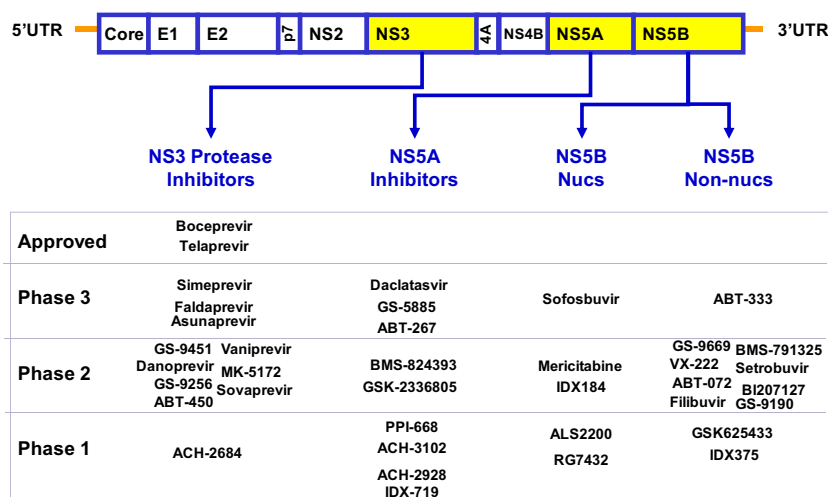 5'UTR Core E1 E2 p7 NS2 NS3 4A NS4B NS5A NS5B 3'UTR
NS3 Protease Inhibitors
NS5A Inhibitors
NS5B Nucs
NS5B Non-nucs
Approved
Boceprevir
Telaprevir
Phase 3
Simeprevir
Faldaprevir
Asunaprevir
Daclatasvir
GS-5885
ABT-267
Sofosbuvir
ABT-333
Phase 2
GS-9451 Vaniprevir
Danoprevir MK-5172
GS-9256 Sovaprevir
ABT-450
BMS-824393
GSK-2336805
Mericitabine
IDX184
GS-9669 BMS-791325
VX-222 Setrobuvir
ABT-072 BI207127
Filibuvir GS-9190
Phase 1
ACH-2684
PPI-668
ACH-3102
ACH-2928
IDX-719
ALS2200
RG7432
GSK625433
IDX375